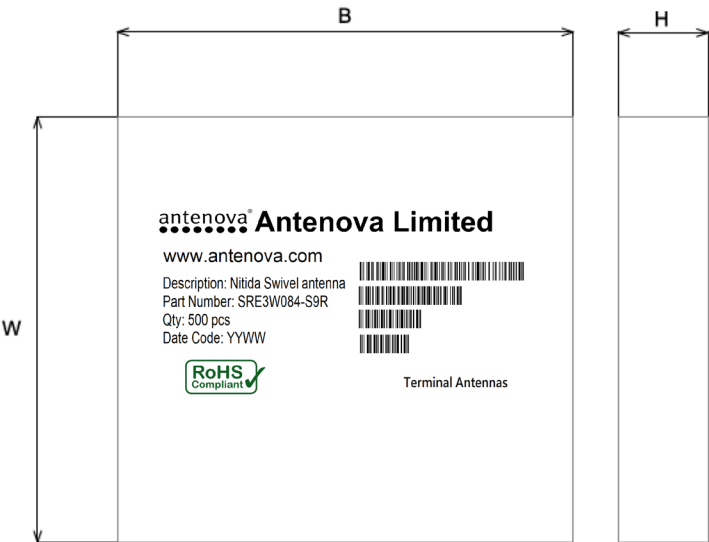 B
H
W
antenova®
Antenova Limited
www.antenova.com
Description: Nitida Swivel antenna
Part Number: SRE3W084-S9R
Qty: 500 pcs
Date Code: YYWW
RoHS
Compliant
Terminal Antennas